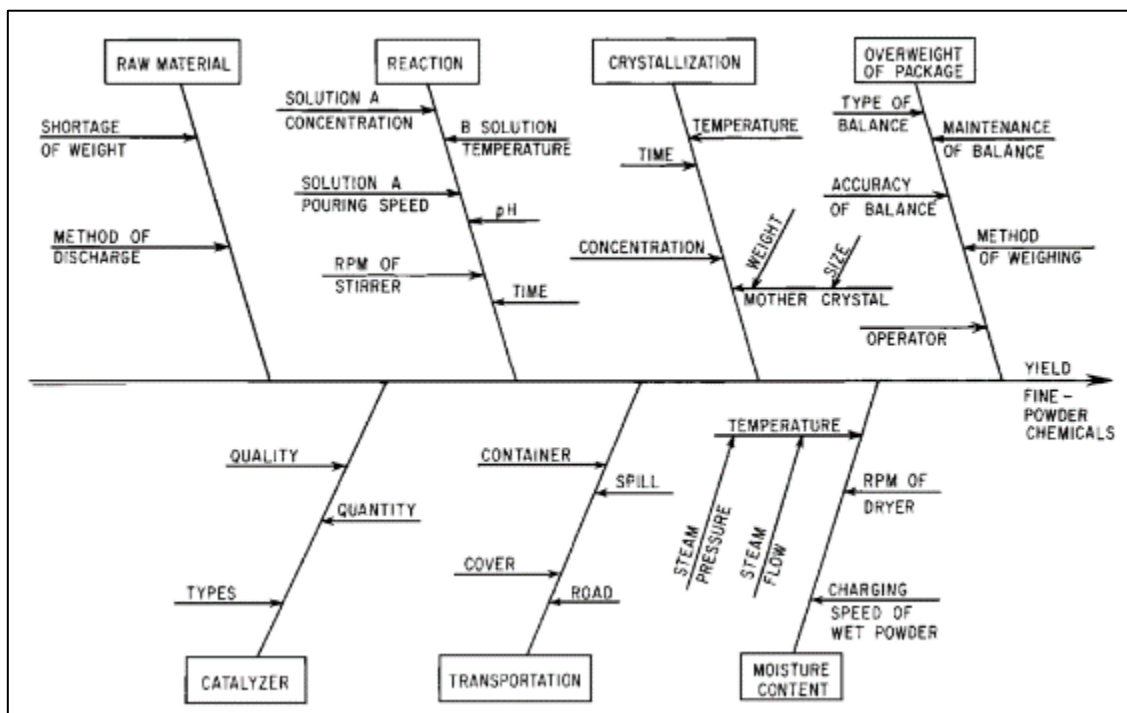 RAW MATERIAL
SHORTAGE
OF WEIGHT
METHOD OF
DISCHARGE
REACTION
SOLUTION A
CONCENTRATION
B SOLUTION
TEMPERATURE
SOLUTION A
POURING SPEED
pH
RPM OF
STIRRER
TIME
CRYSTALLIZATION
TEMPERATURE
TIME
CONCENTRATION
WEIGHT
SIZE
MOTHER CRYSTAL
OVERWEIGHT
OF PACKAGE
TYPE OF
BALANCE
MAINTENANCE
OF BALANCE
ACCURACY
OF BALANCE
METHOD
OF WEIGHING
OPERATOR
YIELD
FINE-
POWDER
CHEMICALS
QUALITY
QUANTITY
TYPES
CATALYZER
CONTAINER
SPILL
COVER
ROAD
TRANSPORTATION
TEMPERATURE
STEAM
PRESSURE
STEAM
FLOW
RPM OF
DRYER
CHARGING
SPEED OF
WET POWDER
MOISTURE
CONTENT